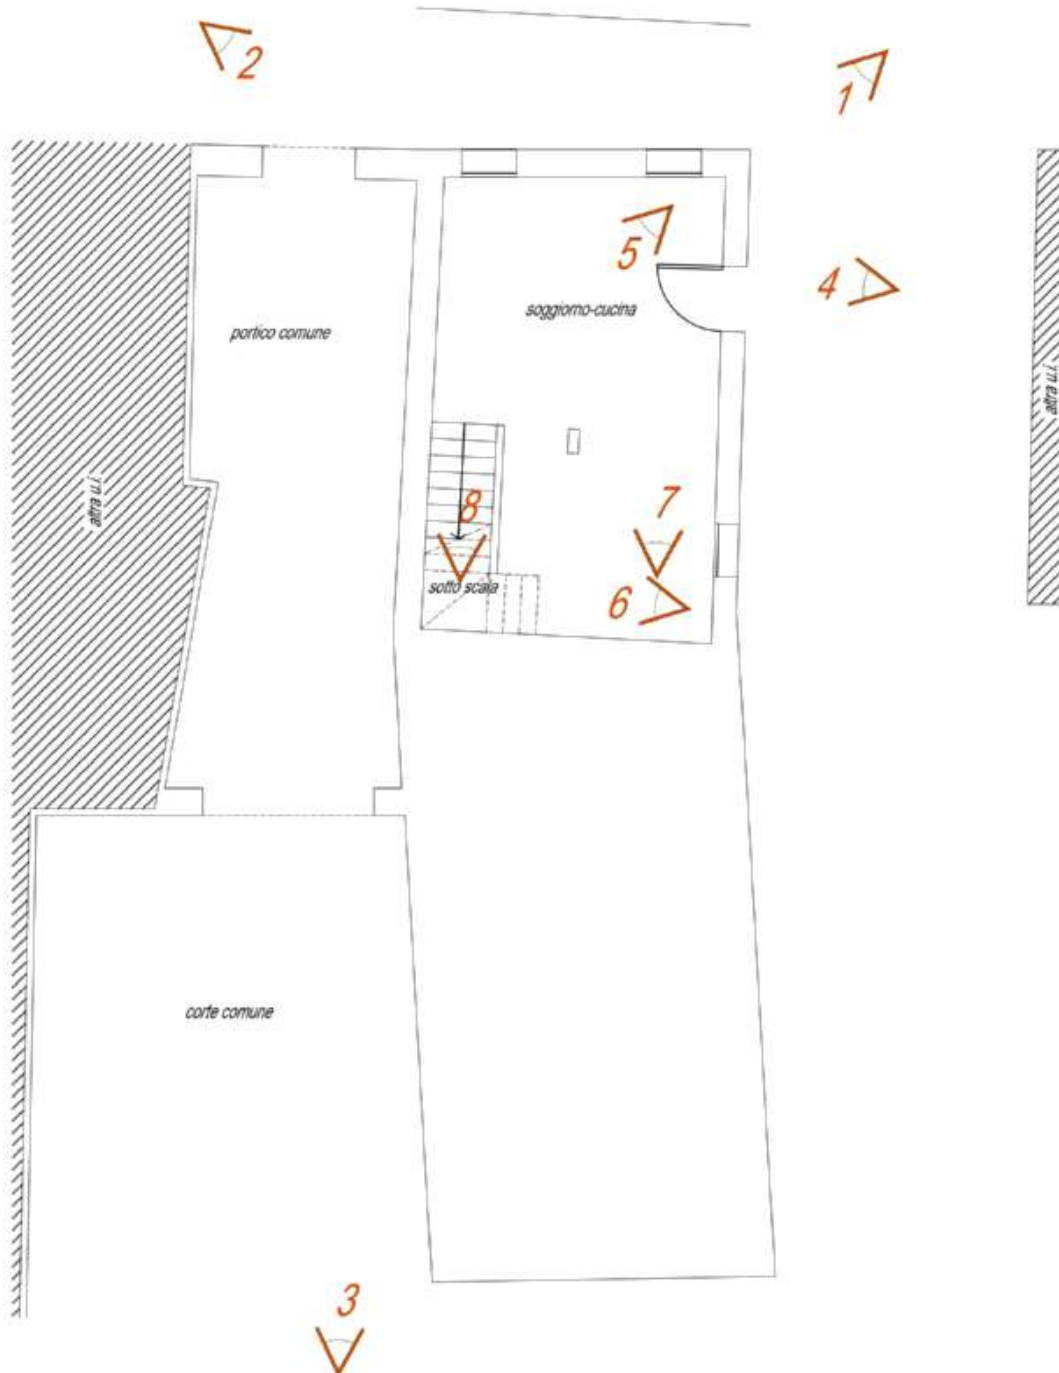 2
1
5
4
soggiorno-cucina
portico comune
altra u.i.
altra u.i.
8
7
sotto scala
6
corte comune
3